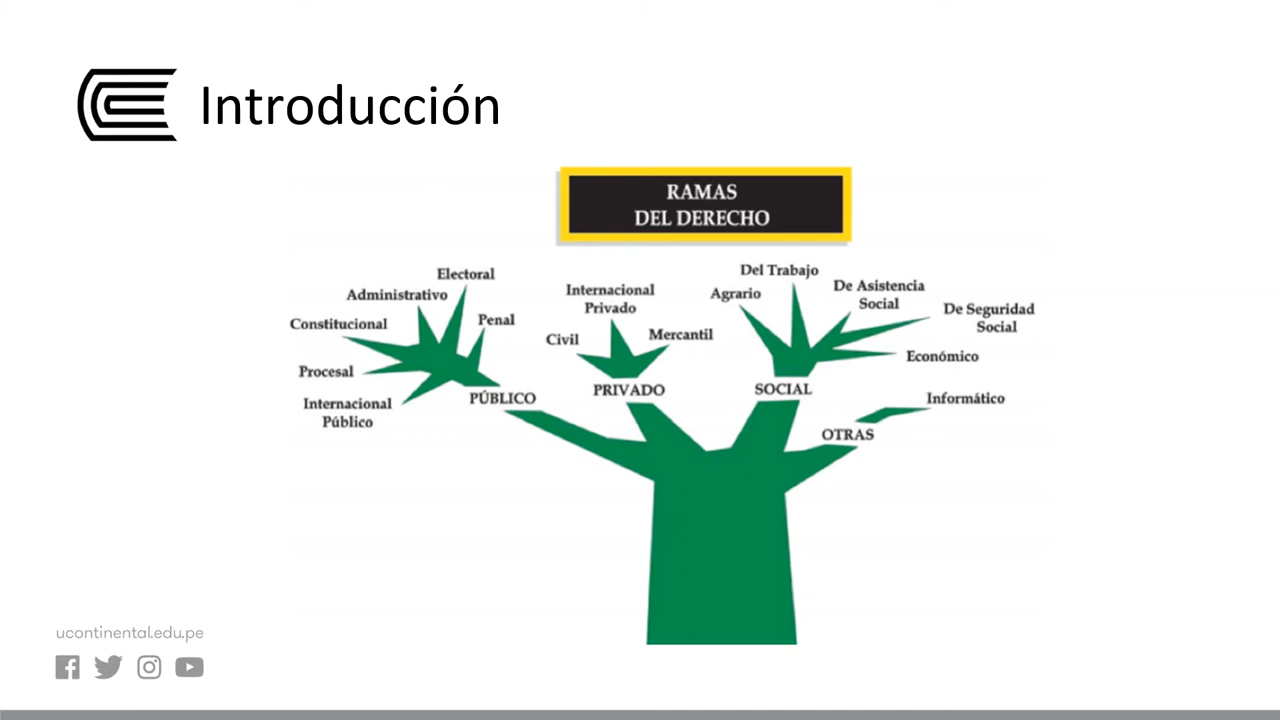 Introducción
RAMAS
DEL DERECHO
Electoral
Administrativo
Constitucional
Penal
Procesal
Internacional
Público
PÚBLICO
Internacional
Privado
Civil
Mercantil
PRIVADO
Del Trabajo
Agrario
De Asistencia
Social
De Seguridad
Social
Económico
SOCIAL
Informático
OTRAS
ucontinental.edu.pe